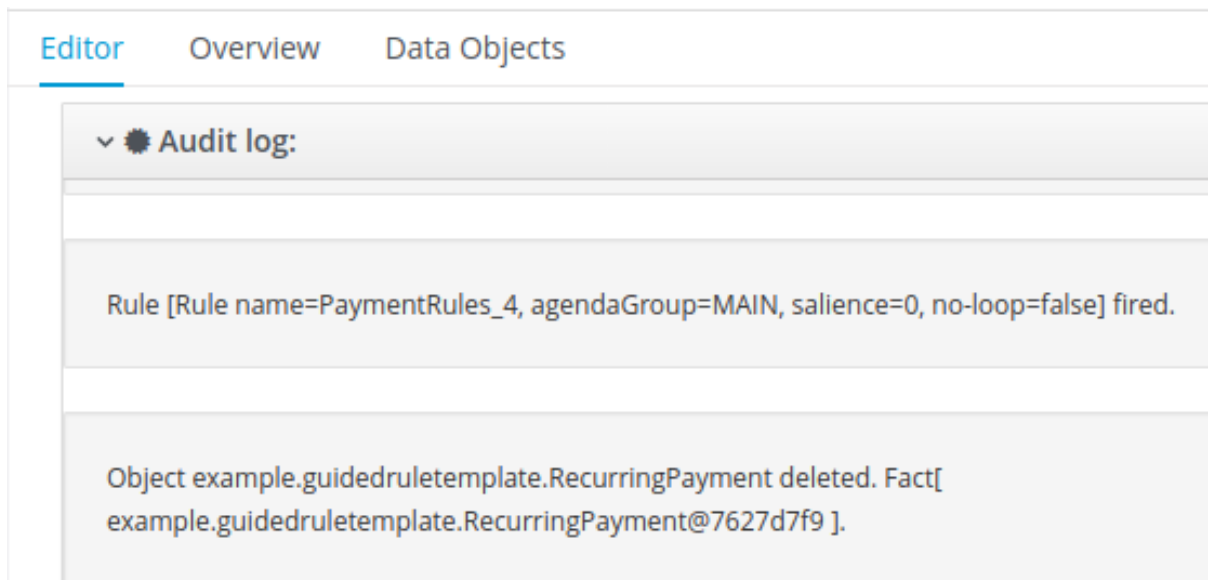 Editor Overview Data Objects
Audit log:
Rule [Rule name=PaymentRules_4, agendaGroup=MAIN, salience=0, no-loop=false] fired.
Object example.guidedruletemplate.RecurringPayment deleted. Fact[
example.guidedruletemplate.RecurringPayment@7627d7f9 ].